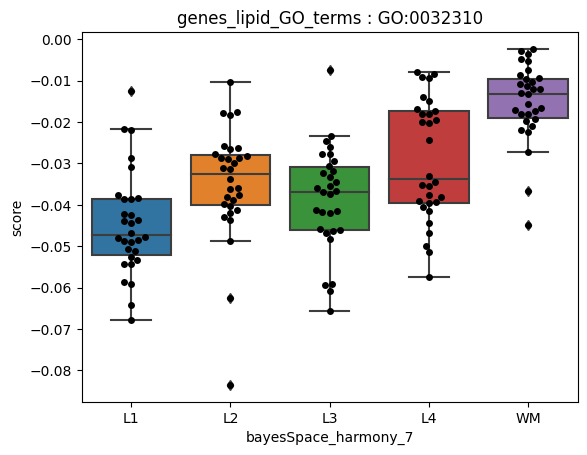 genes_lipid_GO_terms : GO:0032310
0.00
−0.01
−0.02
−0.03
−0.04
−0.05
−0.06
−0.07
−0.08
score
L1 L2 L3 L4 WM
bayesSpace_harmony_7